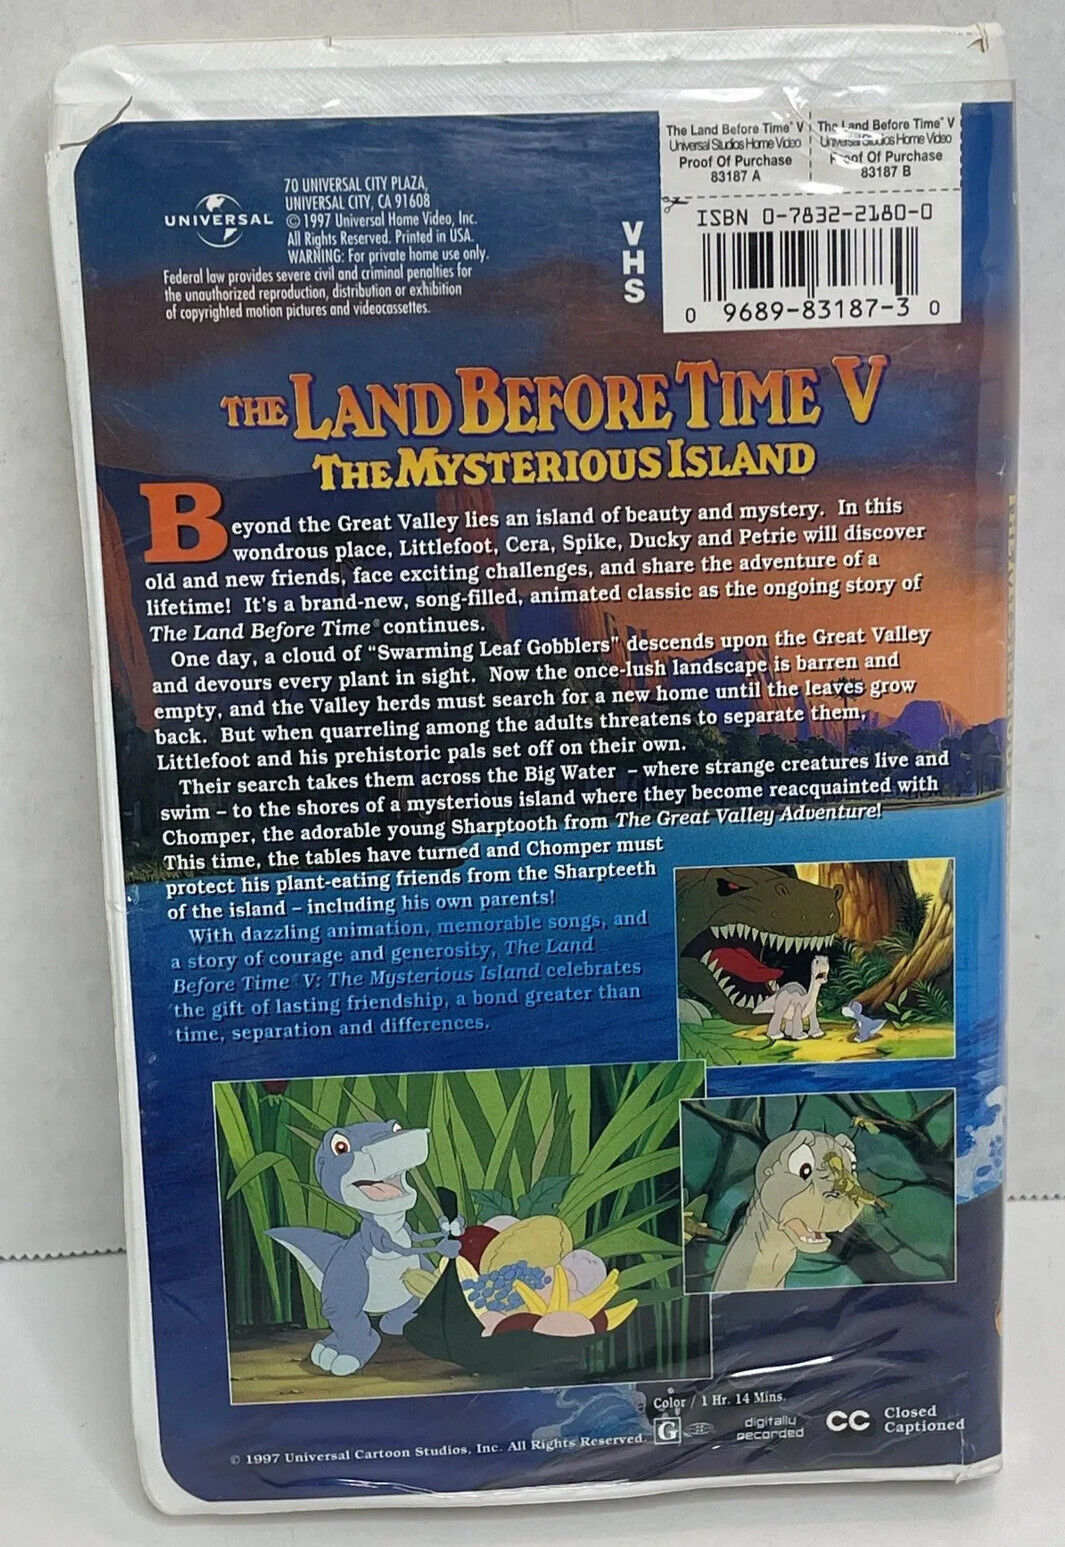 The Land Before Time V
Universal Studios Home Video
Proof Of Purchase
83187 A
The Land Before Time V
Universal Studios Home Video
Proof Of Purchase
83187 B
UNIVERSAL
70 UNIVERSAL CITY PLAZA,
UNIVERSAL CITY, CA 91608
©1997 Universal Home Video, Inc.
All Rights Reserved. Printed in USA.
WARNING: For private home use only.
Federal law provides severe civil and criminal penalties for
the unauthorized reproduction, distribution or exhibition
of copyrighted motion pictures and videocassettes.
VHS
ISBN 0-7832-2180-0
0 9689-83187-3 0
THE LAND BEFORE TIME V
THE MYSTERIOUS ISLAND
Beyond the Great Valley lies an island of beauty and mystery. In this
wondrous place, Littlefoot, Cera, Spike, Ducky and Petrie will discover
old and new friends, face exciting challenges, and share the adventure of a
lifetime! It's a brand-new, song-filled, animated classic as the ongoing story of
The Land Before Time® continues.
One day, a cloud of "Swarming Leaf Gobblers" descends upon the Great Valley
and devours every plant in sight. Now the once-lush landscape is barren and
empty, and the Valley herds must search for a new home until the leaves grow
back. But when quarreling among the adults threatens to separate them,
Littlefoot and his prehistoric pals set off on their own.
Their search takes them across the Big Water – where strange creatures live and
swim – to the shores of a mysterious island where they become reacquainted with
Chomper, the adorable young Sharptooth from The Great Valley Adventure!
This time, the tables have turned and Chomper must
protect his plant-eating friends from the Sharpteeth
of the island – including his own parents!
With dazzling animation, memorable songs, and
a story of courage and generosity, The Land
Before Time V: The Mysterious Island celebrates
the gift of lasting friendship, a bond greater than
time, separation and differences.
Color / 1 Hr. 14 Mins.
G
digitally
recorded
CC
Closed
Captioned
© 1997 Universal Cartoon Studios, Inc. All Rights Reserved.